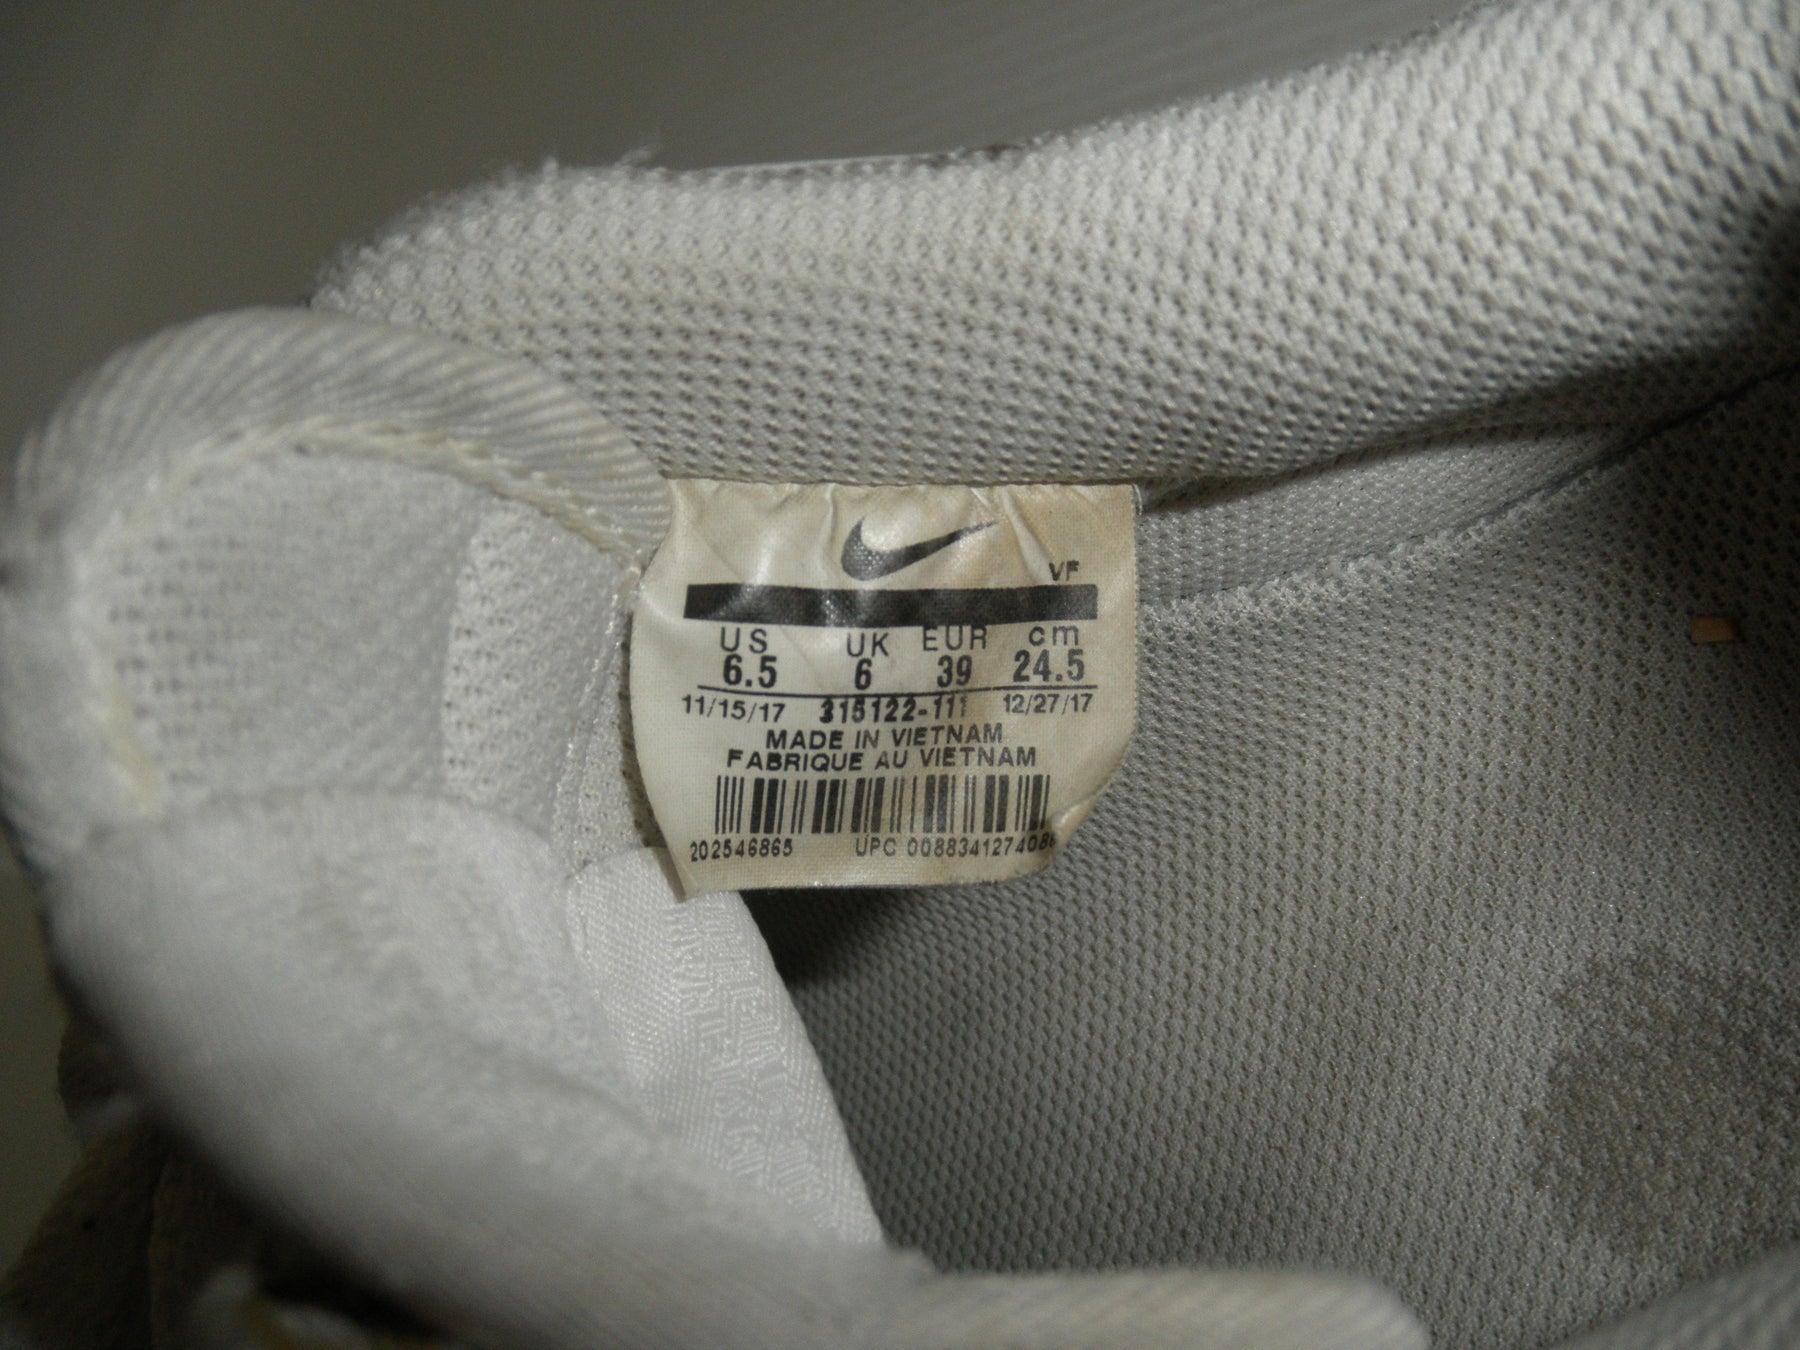 VF
US UK EUR cm
6.5 6 39 24.5
11/15/17 315122-111 12/27/17
MADE IN VIETNAM
FABRIQUE AU VIETNAM
202546865 UPC 00883412740